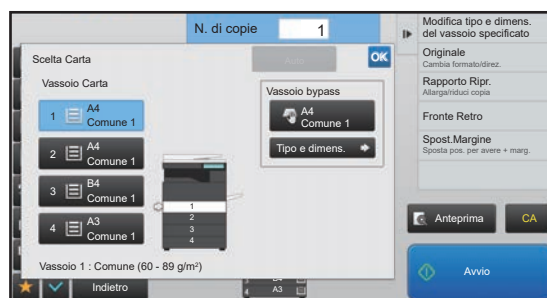 N. di copie 1
Scelta Carta
Auto
OK
Vassoio Carta
1 A4
Comune 1
2 A4
Comune 1
3 B4
Comune 1
4 A3
Comune 1
1
2
3
4
Vassoio bypass
A4
Comune 1
Tipo e dimens.
Vassoio 1 : Comune (60 - 89 g/m²)
Indietro
4 A3
Modifica tipo e dimens.
del vassoio specificato
Originale
Cambia formato/direz.
Rapporto Ripr.
Allarga/riduci copia
Fronte Retro
Spost.Margine
Sposta pos. per avere + marg.
Anteprima
CA
Avvio